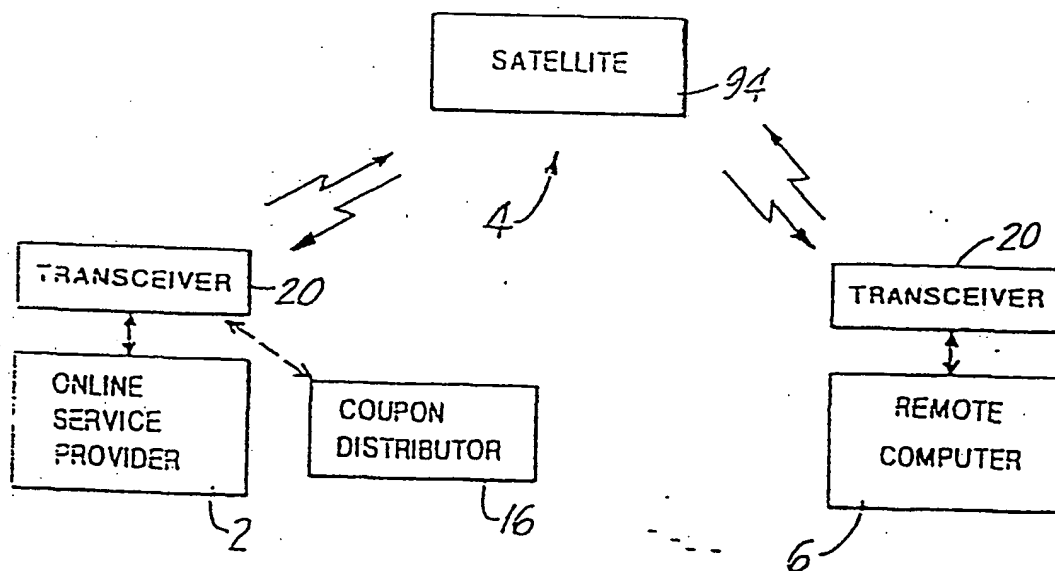 SATELLITE
94
4
TRANSCEIVER
20
20
TRANSCEIVER
ONLINE
SERVICE
PROVIDER
2
COUPON
DISTRIBUTOR
16
REMOTE
COMPUTER
6